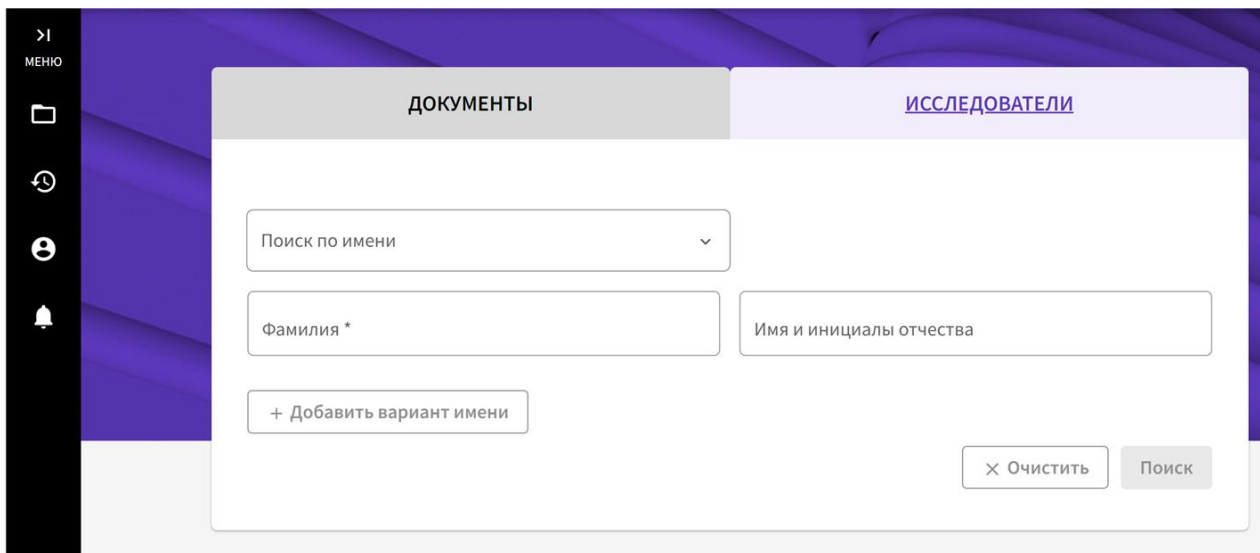 МЕНЮ
ДОКУМЕНТЫ
ИССЛЕДОВАТЕЛИ
Поиск по имени
Фамилия *
Имя и инициалы отчества
+ Добавить вариант имени
× Очистить
Поиск